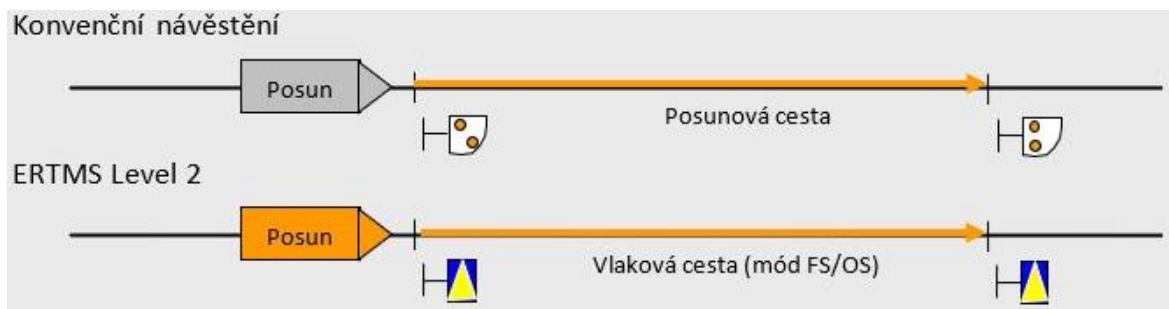 Konvenční návěstění
Posun
Posunová cesta
ERTMS Level 2
Posun
Vlaková cesta (mód FS/OS)